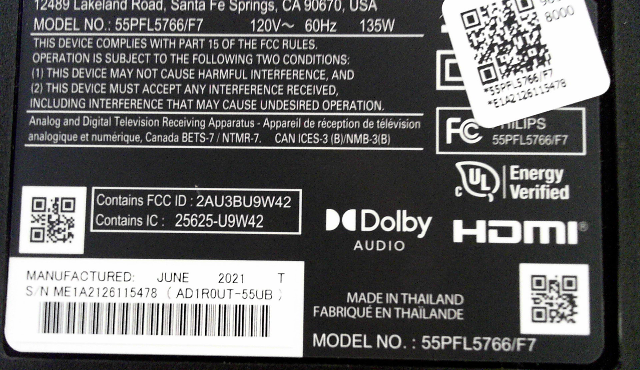 12489 Lakeland Road, Santa Fe Springs, CA 90670, USA
MODEL NO.: 55PFL5766/F7 120V～ 60Hz 135W
THIS DEVICE COMPLIES WITH PART 15 OF THE FCC RULES.
OPERATION IS SUBJECT TO THE FOLLOWING TWO CONDITIONS:
(1) THIS DEVICE MAY NOT CAUSE HARMFUL INTERFERENCE, AND
(2) THIS DEVICE MUST ACCEPT ANY INTERFERENCE RECEIVED,
INCLUDING INTERFERENCE THAT MAY CAUSE UNDESIRED OPERATION.
Analog and Digital Television Receiving Apparatus - Appareil de réception de télévision
analogique et numérique, Canada BETS-7 / NTMR-7. CAN ICES-3 (B)/NMB-3(B)
8000
*55PFL5766/F7
*E1A2126115478
FC PHILIPS
55PFL5766/F7
Contains FCC ID : 2AU3BU9W42
Contains IC : 25625-U9W42
c UL Energy
Verified
Dolby
AUDIO
HDMI®
MANUFACTURED: JUNE 2021 T
S/N ME1A2126115478 ( AD1R0UT-55UB )
MADE IN THAILAND
FABRIQUÉ EN THAÏLANDE
MODEL NO. : 55PFL5766/F7